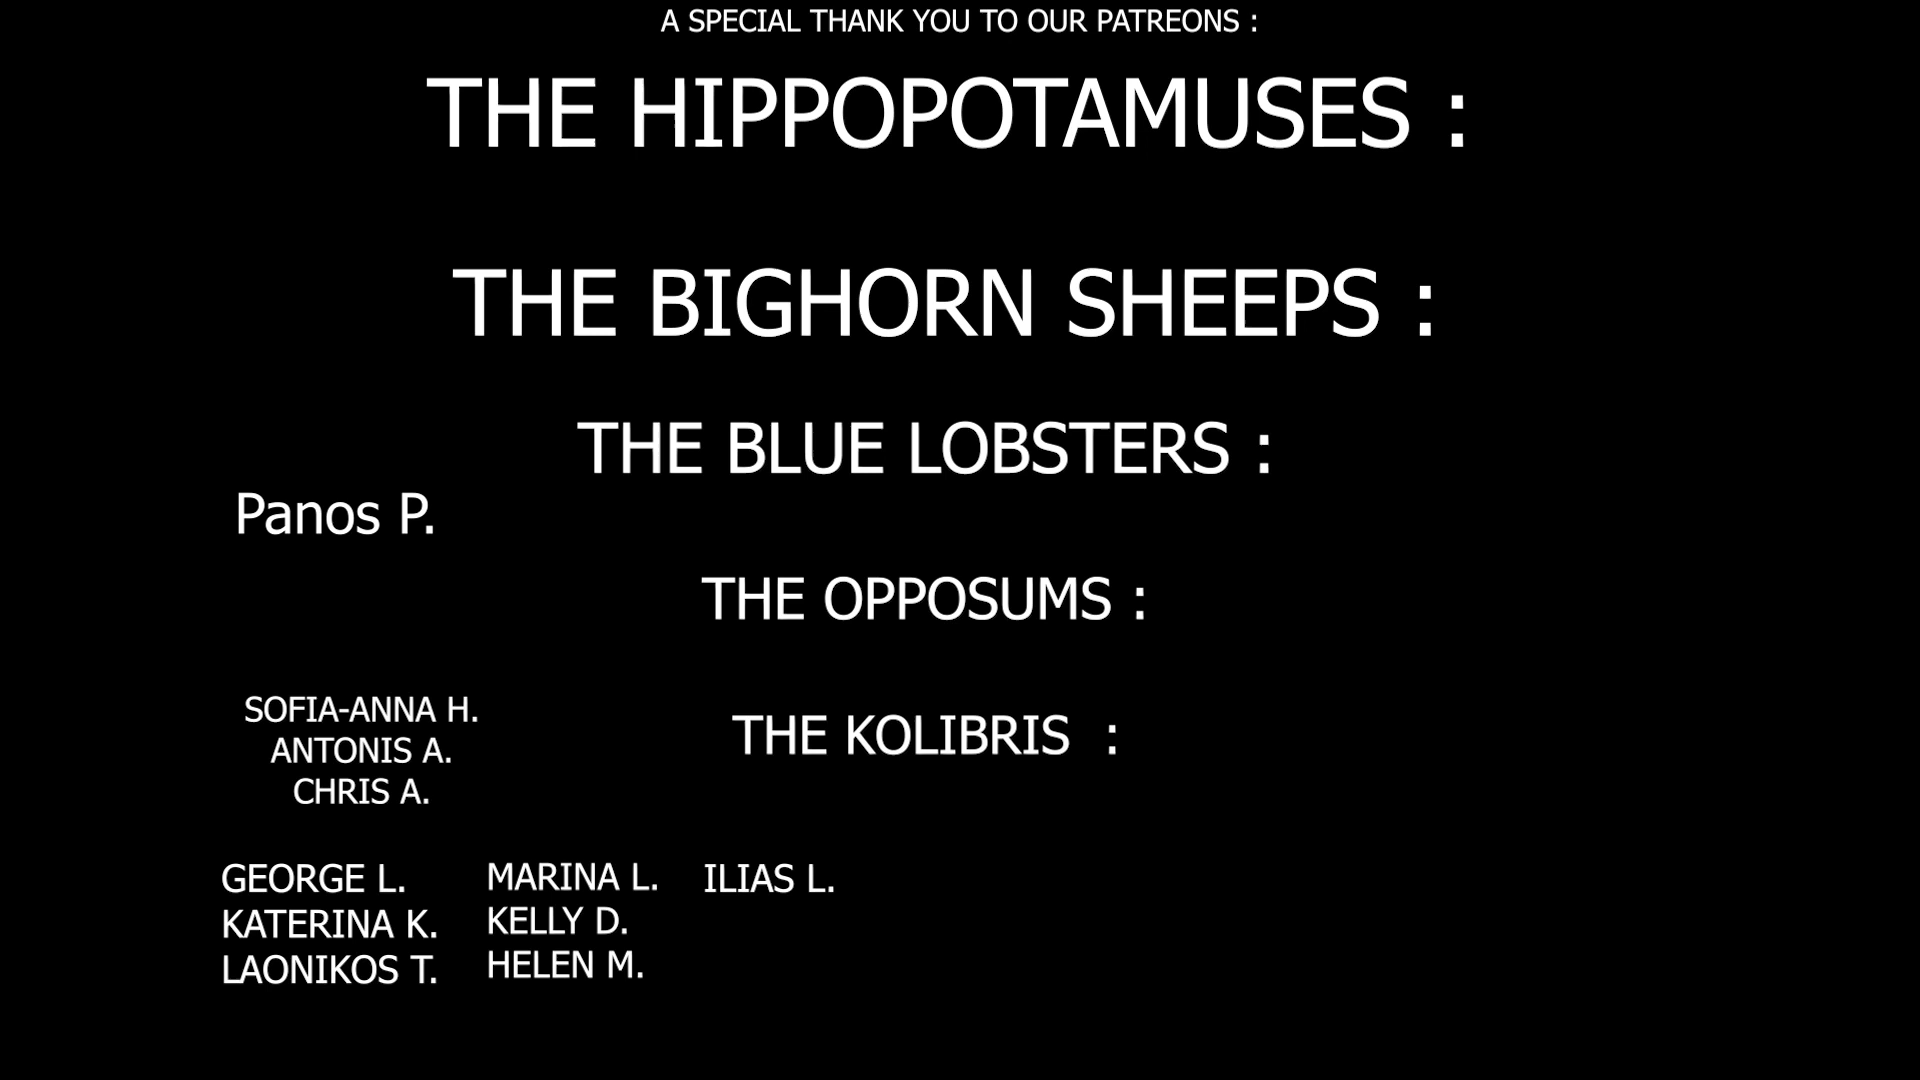 A SPECIAL THANK YOU TO OUR PATREONS :
THE HIPPOPOTAMUSES :
THE BIGHORN SHEEPS :
THE BLUE LOBSTERS :
Panos P.
THE OPPOSUMS :
SOFIA-ANNA H.
ANTONIS A.
CHRIS A.
THE KOLIBRIS :
GEORGE L.
KATERINA K.
LAONIKOS T.
MARINA L.
KELLY D.
HELEN M.
ILIAS L.